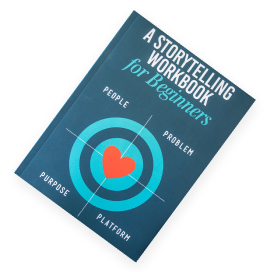 A STORYTELLING
WORKBOOK
for Beginners
PEOPLE
PROBLEM
PURPOSE
PLATFORM